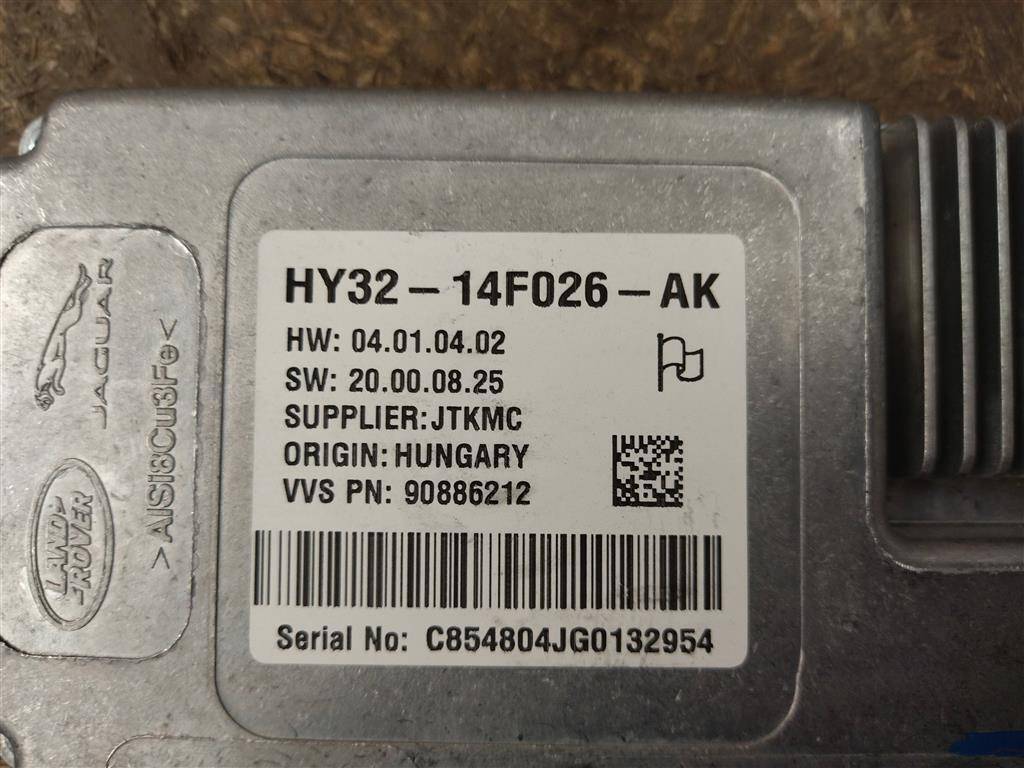 HY32-14F026-AK
HW: 04.01.04.02
SW: 20.00.08.25
SUPPLIER:JTKMC
ORIGIN:HUNGARY
VVS PN: 90886212
Serial No: C854804JG0132954
JAGUAR
LAND
ROVER
>AlSi8Cu3Fe<